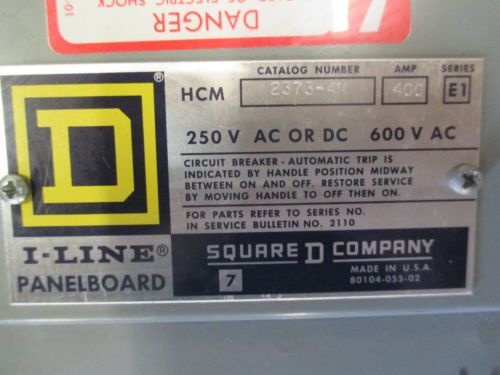 DANGER
CATALOG NUMBER AMP SERIES
HCM 2373-4M 400 E1
250 V AC OR DC 600 V AC
CIRCUIT BREAKER - AUTOMATIC TRIP IS
INDICATED BY HANDLE POSITION MIDWAY
BETWEEN ON AND OFF. RESTORE SERVICE
BY MOVING HANDLE TO OFF THEN ON.
FOR PARTS REFER TO SERIES NO.
IN SERVICE BULLETIN NO. 2110
D
®
I-LINE®
PANELBOARD
SQUARE D COMPANY
7
MADE IN U.S.A.
80104-055-02